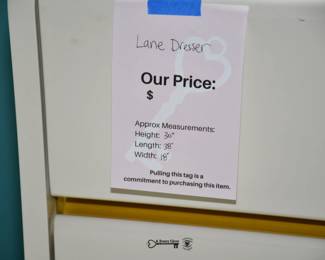 Lane Dresser
Our Price:
$
Approx Measurements:
Height: 30"
Length: 38"
Width: 18"
Pulling this tag is a
commitment to purchasing this item.